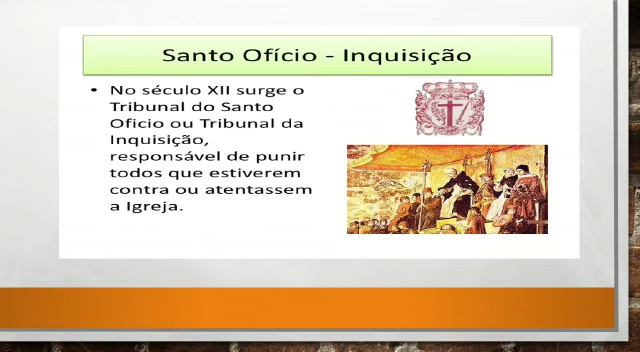 Santo Ofício - Inquisição
• No século XII surge o
Tribunal do Santo
Oficio ou Tribunal da
Inquisição,
responsável de punir
todos que estiverem
contra ou atentassem
a Igreja.